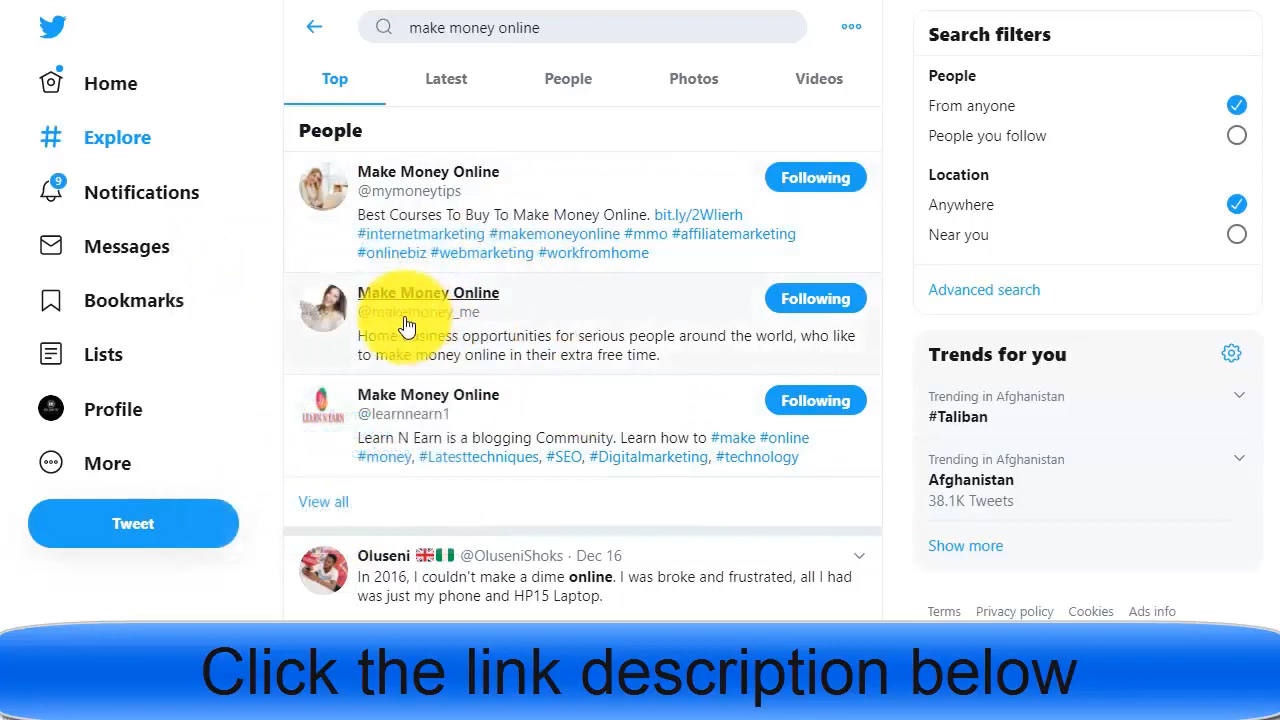 Home
Explore
9
Notifications
Messages
Bookmarks
Lists
Profile
More
Tweet
make money online
Top
Latest
People
Photos
Videos
People
Make Money Online
@mymoneytips
Following
Best Courses To Buy To Make Money Online. bit.ly/2WIierh
#internetmarketing #makemoneyonline #mmo #affiliatemarketing
#onlinebiz #webmarketing #workfromhome
Make Money Online
@makemoney_me
Following
Home business opportunities for serious people around the world, who like
to make money online in their extra free time.
LEARN N EARN
Make Money Online
@learnnearn1
Following
Learn N Earn is a blogging Community. Learn how to #make #online
#money, #Latesttechniques, #SEO, #Digitalmarketing, #technology
View all
Oluseni 🇬🇧🇳🇬 @OluseniShoks · Dec 16
In 2016, I couldn't make a dime online. I was broke and frustrated, all I had
was just my phone and HP15 Laptop.
Search filters
People
From anyone
People you follow
Location
Anywhere
Near you
Advanced search
Trends for you
Trending in Afghanistan
#Taliban
Trending in Afghanistan
Afghanistan
38.1K Tweets
Show more
Terms Privacy policy Cookies Ads info
Click the link description below